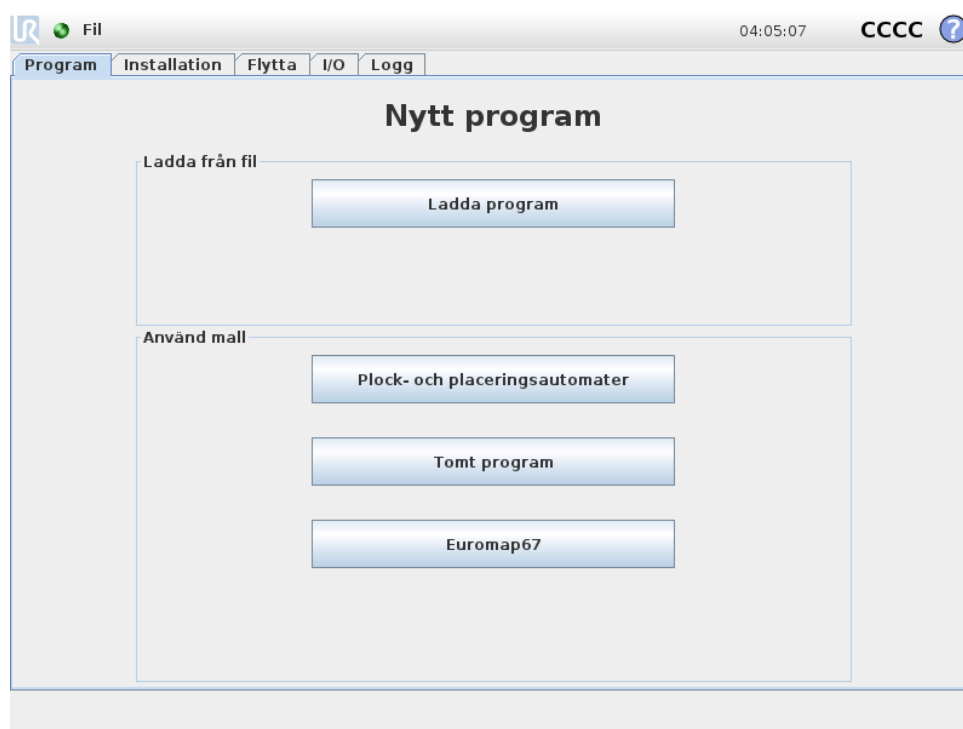 UR Fil 04:05:07 CCCC ?
Program Installation Flytta I/O Logg
Nytt program
Ladda från fil
Ladda program
Använd mall
Plock- och placeringsautomater
Tomt program
Euromap67